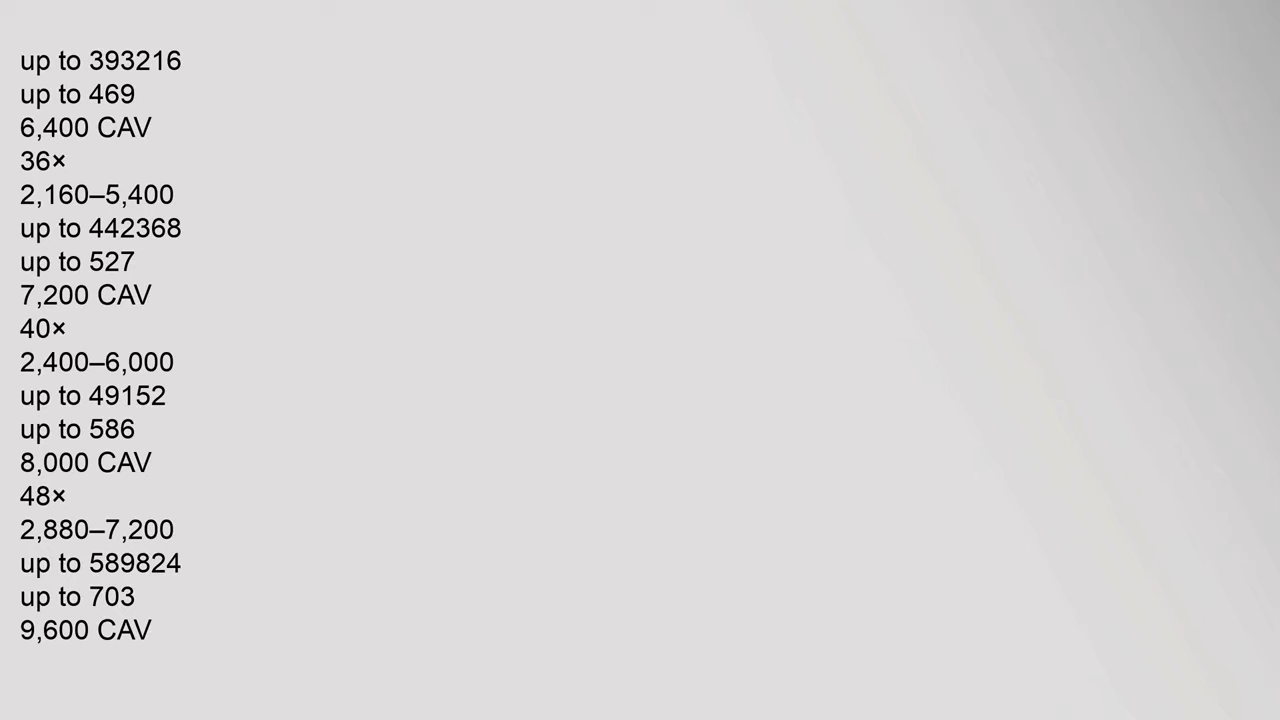 up to 393216
up to 469
6,400 CAV
36×
2,160–5,400
up to 442368
up to 527
7,200 CAV
40×
2,400–6,000
up to 49152
up to 586
8,000 CAV
48×
2,880–7,200
up to 589824
up to 703
9,600 CAV